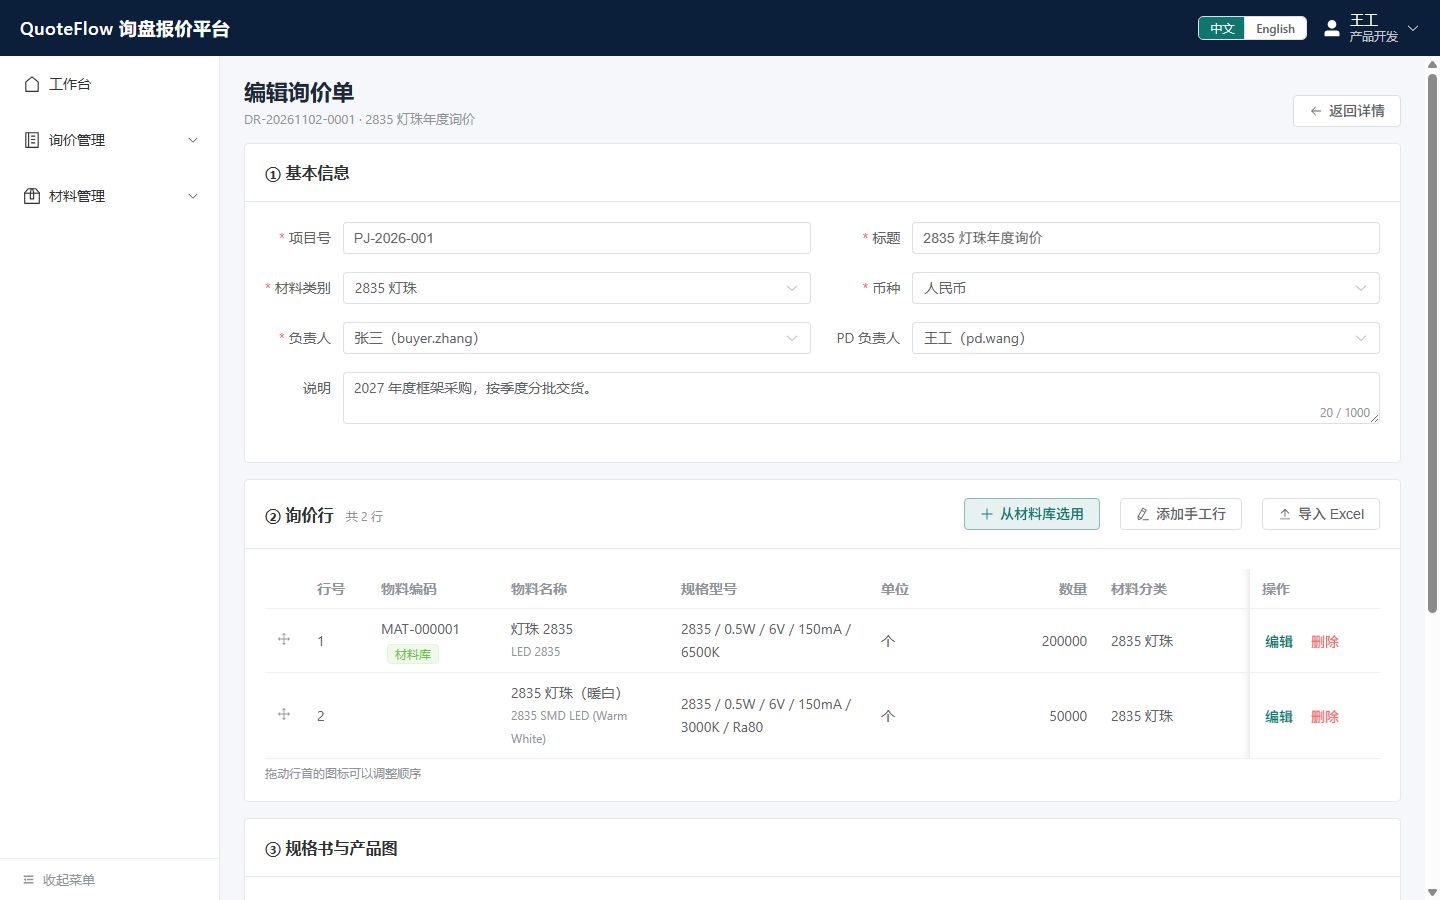 QuoteFlow 询盘报价平台
中文 English
王工
产品开发
工作台
询价管理
材料管理
收起菜单
编辑询价单
DR-20261102-0001 · 2835 灯珠年度询价
← 返回详情
① 基本信息
* 项目号 PJ-2026-001
* 标题 2835 灯珠年度询价
* 材料类别 2835 灯珠
* 币种 人民币
* 负责人 张三（buyer.zhang）
PD 负责人 王工（pd.wang）
说明 2027 年度框架采购，按季度分批交货。
20 / 1000
② 询价行 共 2 行
+ 从材料库选用
添加手工行
导入 Excel
行号 物料编码 物料名称 规格型号 单位 数量 材料分类 操作
1 MAT-000001 材料库 灯珠 2835 LED 2835 2835 / 0.5W / 6V / 150mA / 6500K 个 200000 2835 灯珠 编辑 删除
2 2835 灯珠（暖白） 2835 SMD LED (Warm White) 2835 / 0.5W / 6V / 150mA / 3000K / Ra80 个 50000 2835 灯珠 编辑 删除
拖动行首的图标可以调整顺序
③ 规格书与产品图